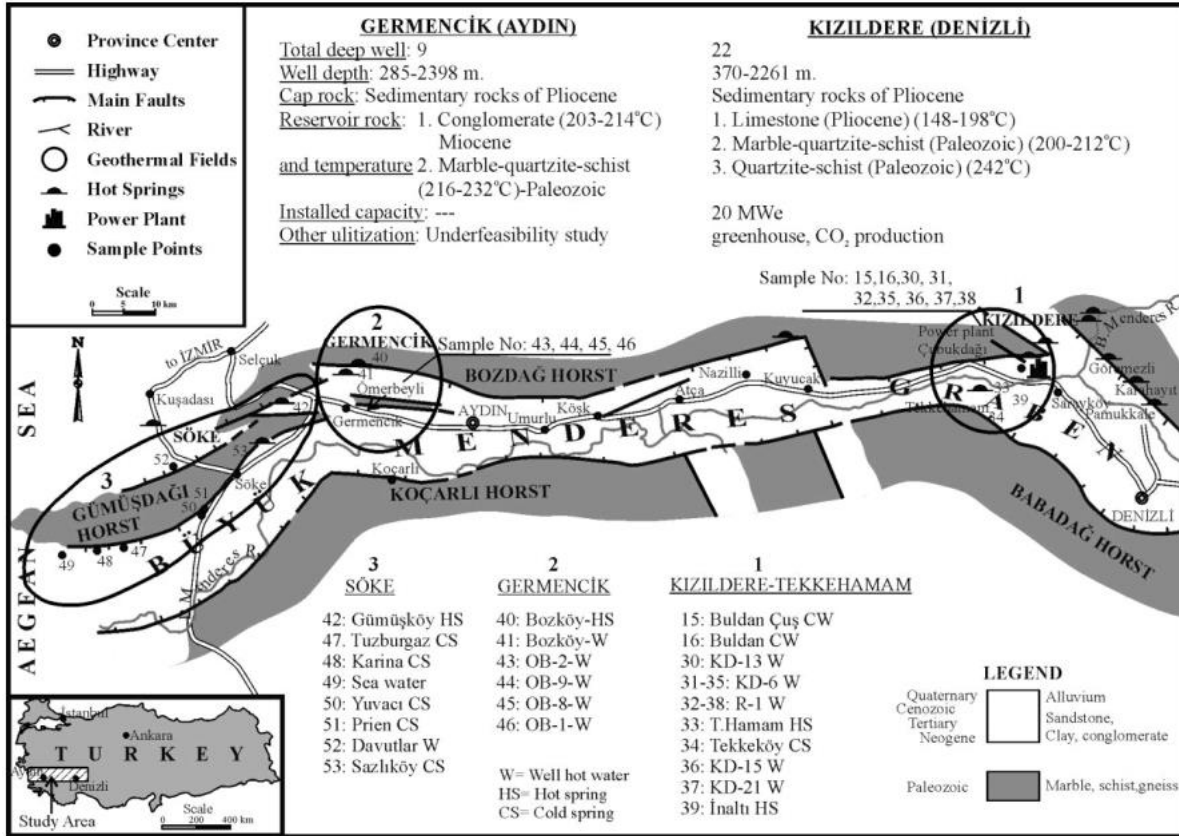 Province Center
Highway
Main Faults
River
Geothermal Fields
Hot Springs
Power Plant
Sample Points
Scale
0 5 10 km
GERMENCİK (AYDIN)
Total deep well: 9
Well depth: 285-2398 m.
Cap rock: Sedimentary rocks of Pliocene
Reservoir rock: 1. Conglomerate (203-214°C)
Miocene
and temperature 2. Marble-quartzite-schist
(216-232°C)-Paleozoic
Installed capacity: ---
Other ulitization: Underfeasibility study
KIZILDERE (DENİZLİ)
22
370-2261 m.
Sedimentary rocks of Pliocene
1. Limestone (Pliocene) (148-198°C)
2. Marble-quartzite-schist (Paleozoic) (200-212°C)
3. Quartzite-schist (Paleozoic) (242°C)
20 MWe
greenhouse, CO₂ production
Sample No: 15,16,30, 31,
32,35, 36, 37,38
1
KIZILDERE
Power plant
Çubukdağı
Tekkehamam
33
34
39
Sarayköy
Gölemezli
Karahayıt
Pamukkale
B. Menderes R.
DENİZLİ
BABADAĞ HORST
2
GERMENCİK
40
41
Ömerbeyli
Germencik
Sample No: 43, 44, 45, 46
BOZDAĞ HORST
AYDIN
Umurlu
Köşk
Atça
Nazilli
Kuyucak
BÜYÜK MENDERES GRABEN
Koçarlı
KOÇARLI HORST
N
to İZMİR
Selçuk
Kuşadası
42
SÖKE
53
52
Söke
3
GÜMÜŞDAĞI
HORST
51
50
49
48
47
Menderes R.
AEGEAN SEA
3
SÖKE
42: Gümüşköy HS
47. Tuzburgaz CS
48: Karina CS
49: Sea water
50: Yuvacı CS
51: Prien CS
52: Davutlar W
53: Sazlıköy CS
2
GERMENCİK
40: Bozköy-HS
41: Bozköy-W
43: OB-2-W
44: OB-9-W
45: OB-8-W
46: OB-1-W
W= Well hot water
HS= Hot spring
CS= Cold spring
1
KIZILDERE-TEKKEHAMAM
15: Buldan Çuş CW
16: Buldan CW
30: KD-13 W
31-35: KD-6 W
32-38: R-1 W
33: T.Hamam HS
34: Tekkeköy CS
36: KD-15 W
37: KD-21 W
39: İnaltı HS
LEGEND
Quaternary
Cenozoic
Tertiary
Neogene
Alluvium
Sandstone,
Clay, conglomerate
Paleozoic
Marble, schist,gneiss
İstanbul
Ankara
TURKEY
Aydın
Denizli
Study Area
Scale
0 200 400 km